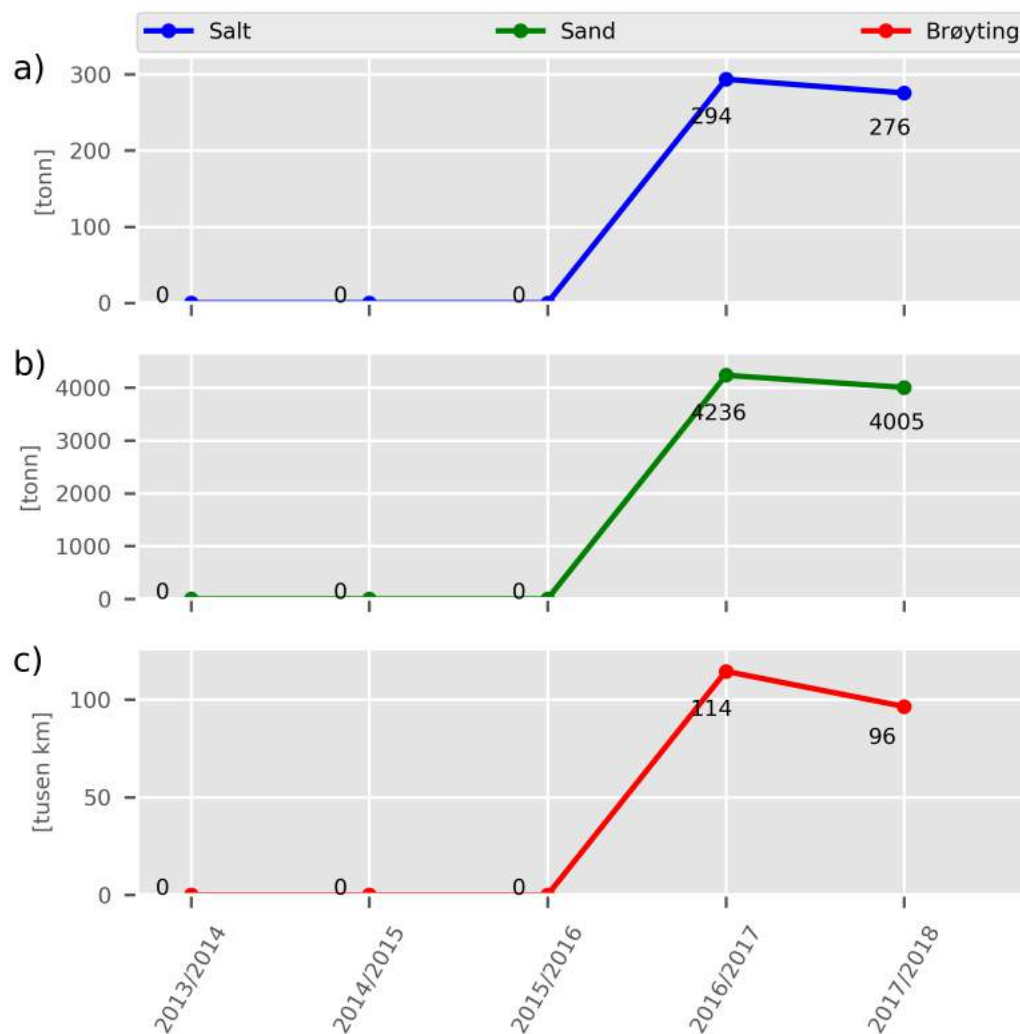 Salt Sand Brøyting
a)
300
200
100
0
[tonn]
0 0 0 294 276
b)
4000
3000
2000
1000
0
[tonn]
0 0 0 4236 4005
c)
100
50
0
[tusen km]
0 0 0 114 96
2013/2014 2014/2015 2015/2016 2016/2017 2017/2018